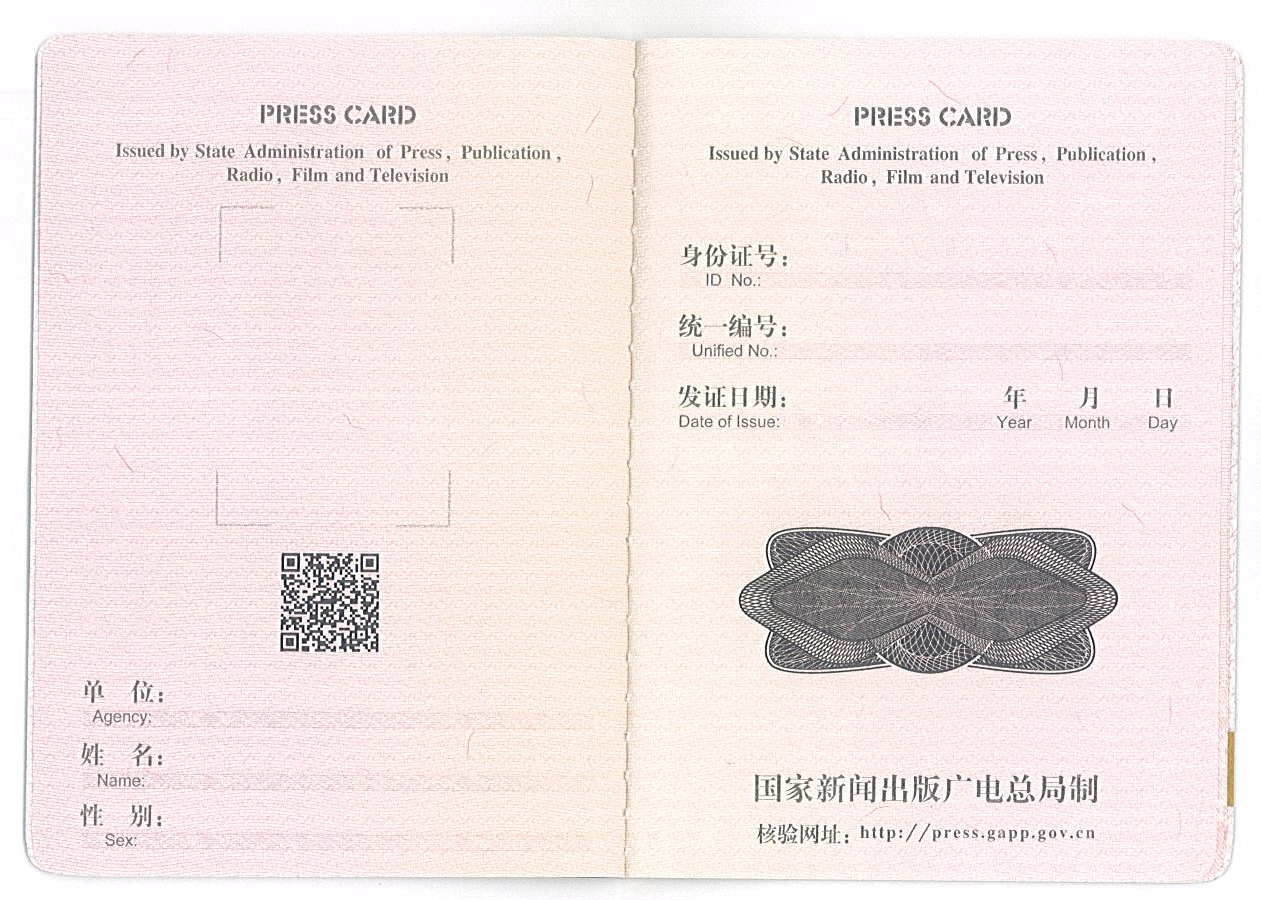 PRESS CARD
Issued by State Administration of Press, Publication,
Radio, Film and Television
单 位:
Agency:
姓 名:
Name:
性 别:
Sex:
PRESS CARD
Issued by State Administration of Press, Publication,
Radio, Film and Television
身份证号:
ID No.:
统一编号:
Unified No.:
发证日期: 年 月 日
Date of Issue: Year Month Day
国家新闻出版广电总局制
核验网址: http://press.gapp.gov.cn